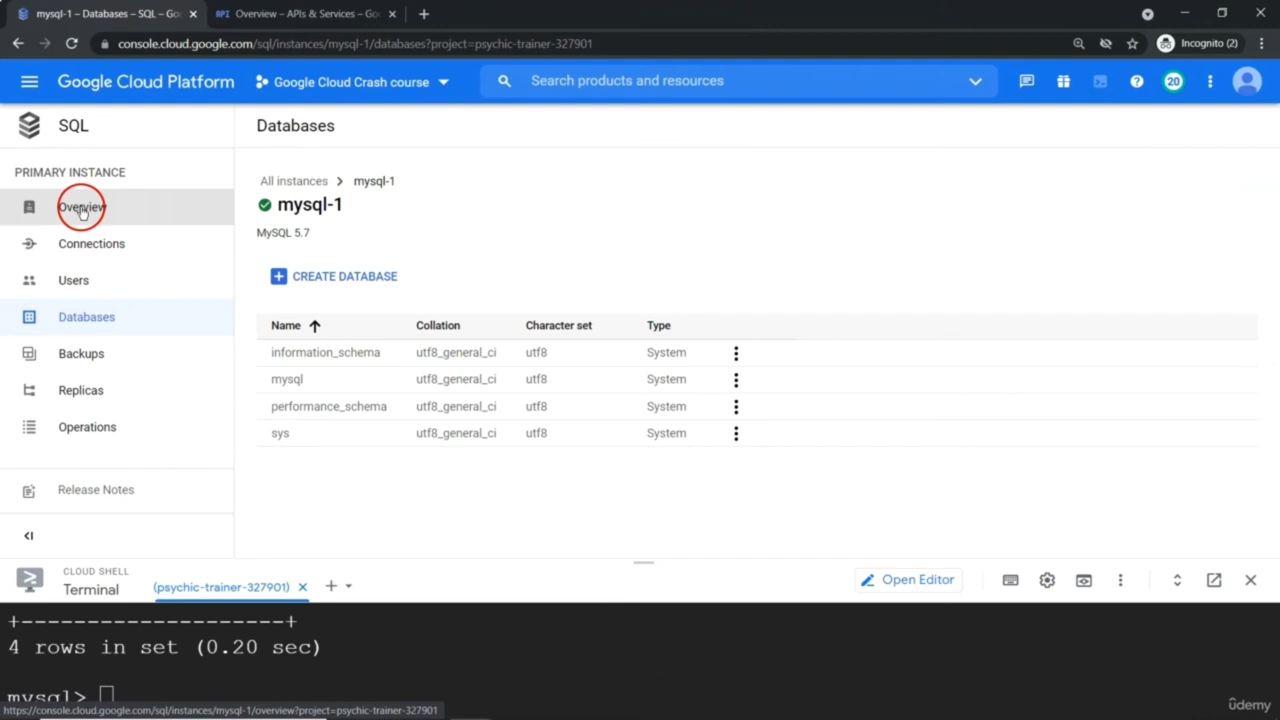 mysql-1 – Databases – SQL – Go
API Overview – APIs & Services – Goo
console.cloud.google.com/sql/instances/mysql-1/databases?project=psychic-trainer-327901
Incognito (2)
Google Cloud Platform
Google Cloud Crash course
Search products and resources
20
SQL
Databases
PRIMARY INSTANCE
Overview
Connections
Users
Databases
Backups
Replicas
Operations
Release Notes
All instances > mysql-1
mysql-1
MySQL 5.7
CREATE DATABASE
Name Collation Character set Type
information_schema utf8_general_ci utf8 System
mysql utf8_general_ci utf8 System
performance_schema utf8_general_ci utf8 System
sys utf8_general_ci utf8 System
CLOUD SHELL
Terminal
(psychic-trainer-327901)
Open Editor
+-------------------+
4 rows in set (0.20 sec)
mysql>
https://console.cloud.google.com/sql/instances/mysql-1/overview?project=psychic-trainer-327901
ûdemy